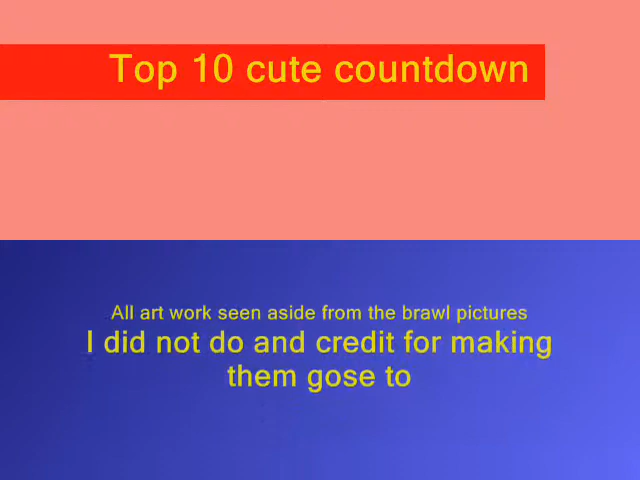 Top 10 cute countdown
All art work seen aside from the brawl pictures
I did not do and credit for making
them gose to